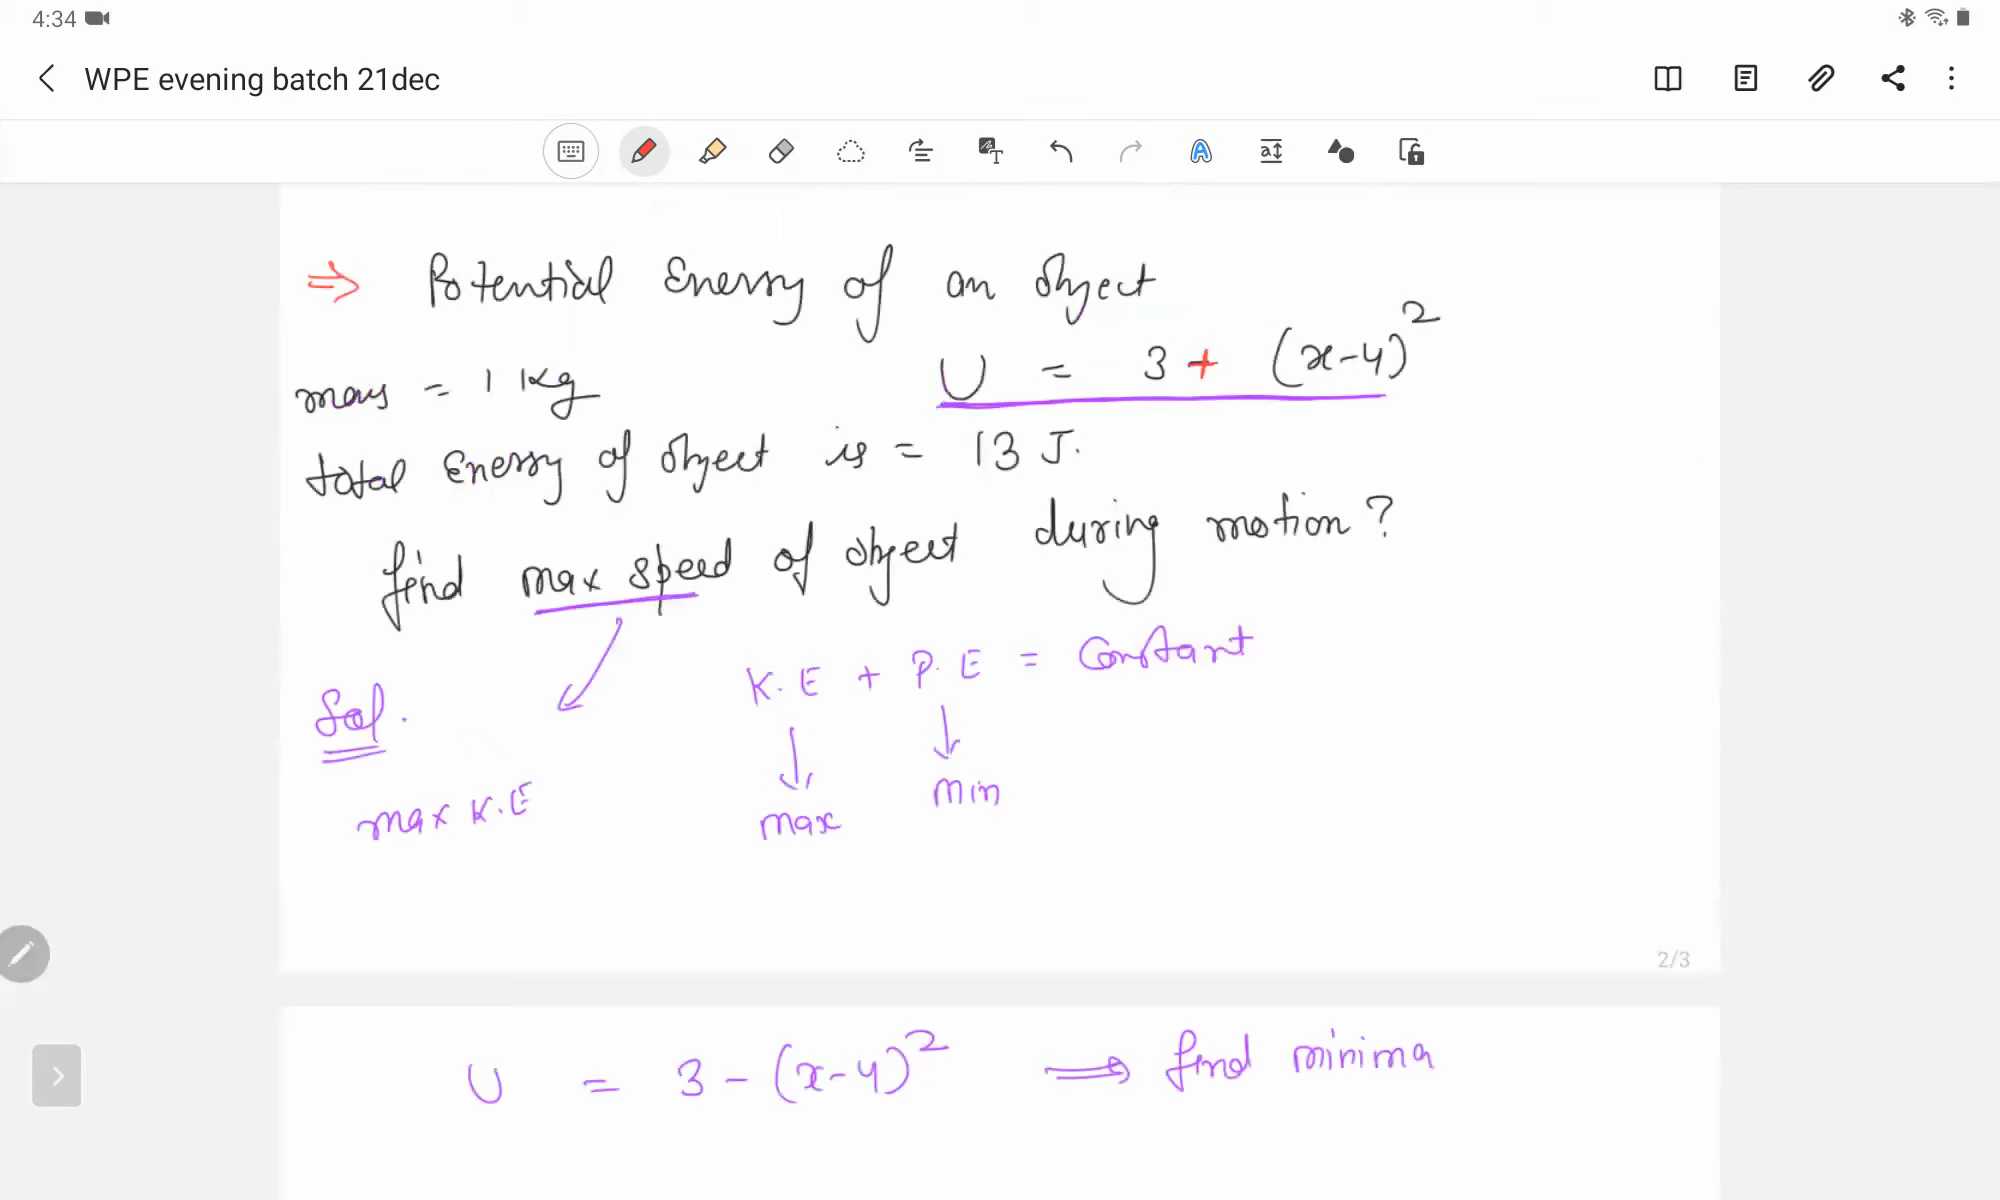 4:34
WPE evening batch 21dec
⇒ Potential Energy of an object
U = 3 + (x-4)²
mass = 1 kg
total Energy of object is = 13 J.
find max speed of object during motion?
K.E + P.E = Constant
Sol.
max K.E
max
min
2/3
U = 3 - (x-4)² ⟹ find minima